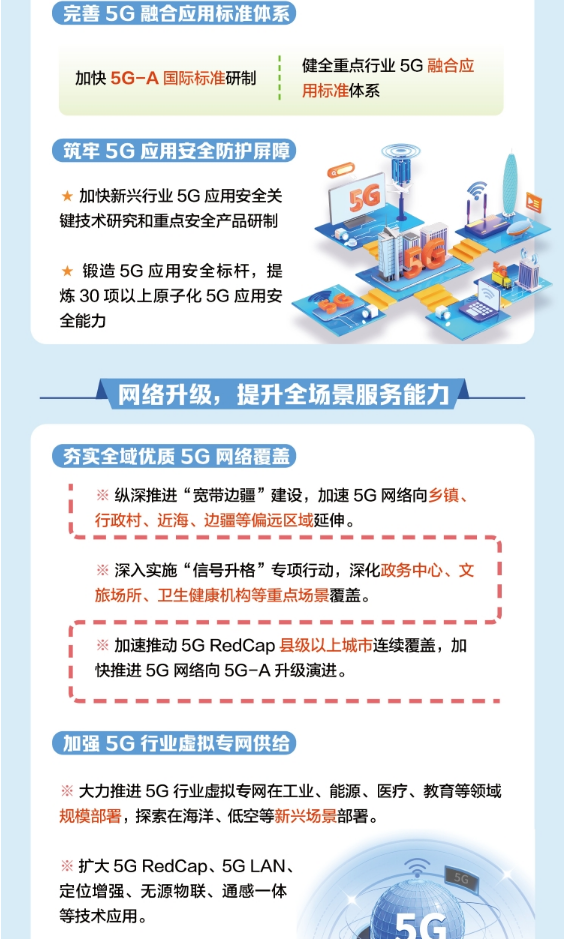 完善 5G 融合应用标准体系
加快 5G-A 国际标准研制
健全重点行业 5G 融合应
用标准体系
筑牢 5G 应用安全防护屏障
★ 加快新兴行业 5G 应用安全关
键技术研究和重点安全产品研制
★ 锻造 5G 应用安全标杆，提
炼 30 项以上原子化 5G 应用安
全能力
5G
5G
5G
网络升级，提升全场景服务能力
夯实全域优质 5G 网络覆盖
※ 纵深推进“宽带边疆”建设，加速 5G 网络向乡镇、
行政村、近海、边疆等偏远区域延伸。
※ 深入实施“信号升格”专项行动，深化政务中心、文
旅场所、卫生健康机构等重点场景覆盖。
※ 加速推动 5G RedCap 县级以上城市连续覆盖，加
快推进 5G 网络向 5G-A 升级演进。
加强 5G 行业虚拟专网供给
※ 大力推进 5G 行业虚拟专网在工业、能源、医疗、教育等领域
规模部署，探索在海洋、低空等新兴场景部署。
※ 扩大 5G RedCap、5G LAN、
定位增强、无源物联、通感一体
等技术应用。
5G
5G